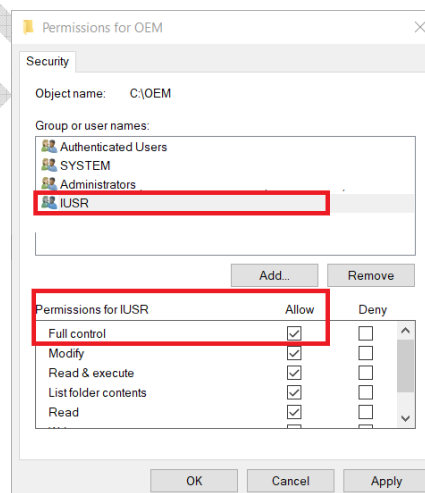 Permissions for OEM
Security
Object name: C:\OEM
Group or user names:
Authenticated Users
SYSTEM
Administrators
IUSR
Add... Remove
Permissions for IUSR Allow Deny
Full control
Modify
Read & execute
List folder contents
Read
OK Cancel Apply